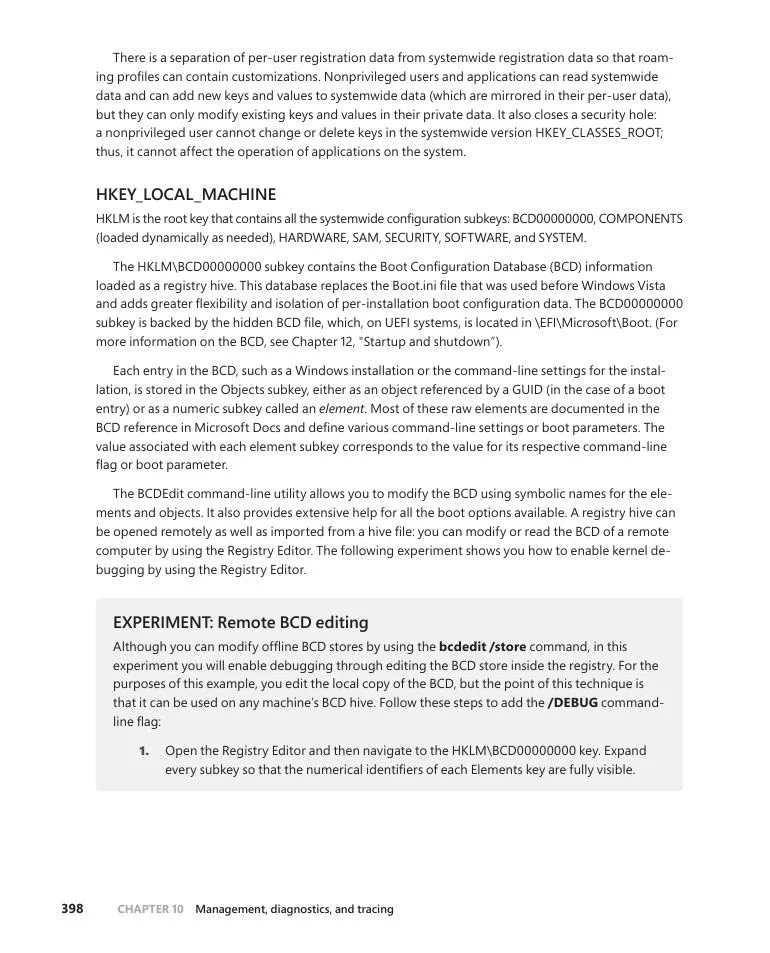 There is a separation of per-user registration data from systemwide registration data so that roam-
ing profiles can contain customizations. Nonprivileged users and applications can read systemwide
data and can add new keys and values to systemwide data (which are mirrored in their per-user data),
but they can only modify existing keys and values in their private data. It also closes a security hole:
a nonprivileged user cannot change or delete keys in the systemwide version HKEY_CLASSES_ROOT;
thus, it cannot affect the operation of applications on the system.
HKEY_LOCAL_MACHINE
HKLM is the root key that contains all the systemwide configuration subkeys: BCD00000000, COMPONENTS
(loaded dynamically as needed), HARDWARE, SAM, SECURITY, SOFTWARE, and SYSTEM.
The HKLM\BCD00000000 subkey contains the Boot Configuration Database (BCD) information
loaded as a registry hive. This database replaces the Boot.ini file that was used before Windows Vista
and adds greater flexibility and isolation of per-installation boot configuration data. The BCD00000000
subkey is backed by the hidden BCD file, which, on UEFI systems, is located in \EFI\Microsoft\Boot. (For
more information on the BCD, see Chapter 12, "Startup and shutdown”).
Each entry in the BCD, such as a Windows installation or the command-line settings for the instal-
lation, is stored in the Objects subkey, either as an object referenced by a GUID (in the case of a boot
entry) or as a numeric subkey called an element. Most of these raw elements are documented in the
BCD reference in Microsoft Docs and define various command-line settings or boot parameters. The
value associated with each element subkey corresponds to the value for its respective command-line
flag or boot parameter.
The BCDEdit command-line utility allows you to modify the BCD using symbolic names for the ele-
ments and objects. It also provides extensive help for all the boot options available. A registry hive can
be opened remotely as well as imported from a hive file: you can modify or read the BCD of a remote
computer by using the Registry Editor. The following experiment shows you how to enable kernel de-
bugging by using the Registry Editor.
EXPERIMENT: Remote BCD editing
Although you can modify offline BCD stores by using the bcdedit /store command, in this
experiment you will enable debugging through editing the BCD store inside the registry. For the
purposes of this example, you edit the local copy of the BCD, but the point of this technique is
that it can be used on any machine’s BCD hive. Follow these steps to add the /DEBUG command-
line flag:
1. Open the Registry Editor and then navigate to the HKLM\BCD00000000 key. Expand
every subkey so that the numerical identifiers of each Elements key are fully visible.
398 CHAPTER 10 Management, diagnostics, and tracing